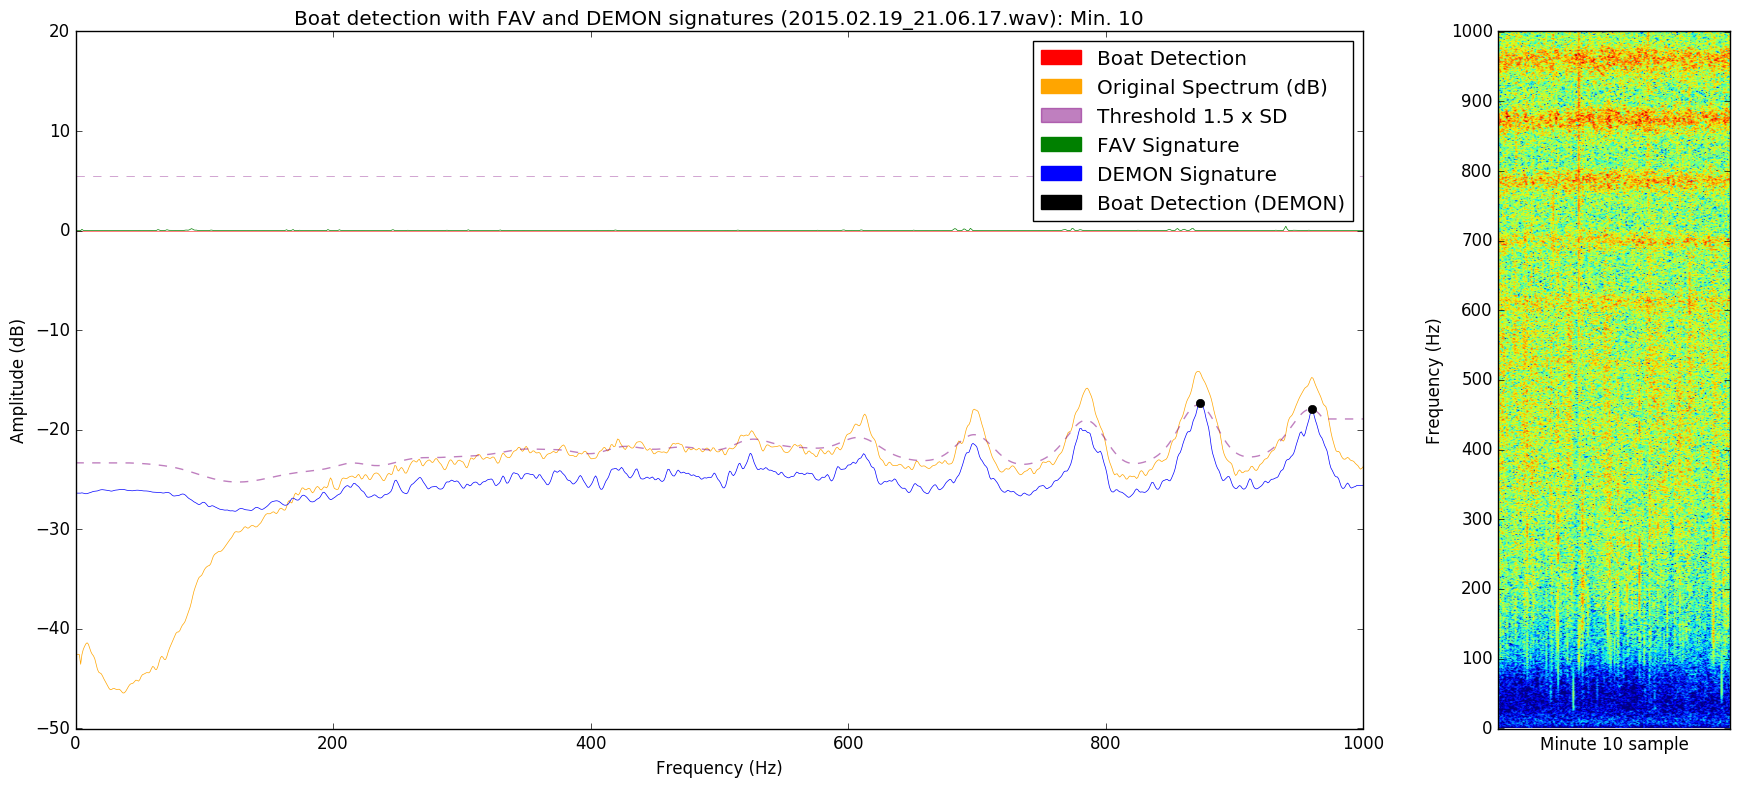 Boat detection with FAV and DEMON signatures (2015.02.19_21.06.17.wav): Min. 10
20
10
0
−10
−20
−30
−40
−50
Amplitude (dB)
0 200 400 600 800 1000
Frequency (Hz)
Boat Detection
Original Spectrum (dB)
Threshold 1.5 x SD
FAV Signature
DEMON Signature
Boat Detection (DEMON)
1000
900
800
700
600
500
400
300
200
100
0
Frequency (Hz)
Minute 10 sample